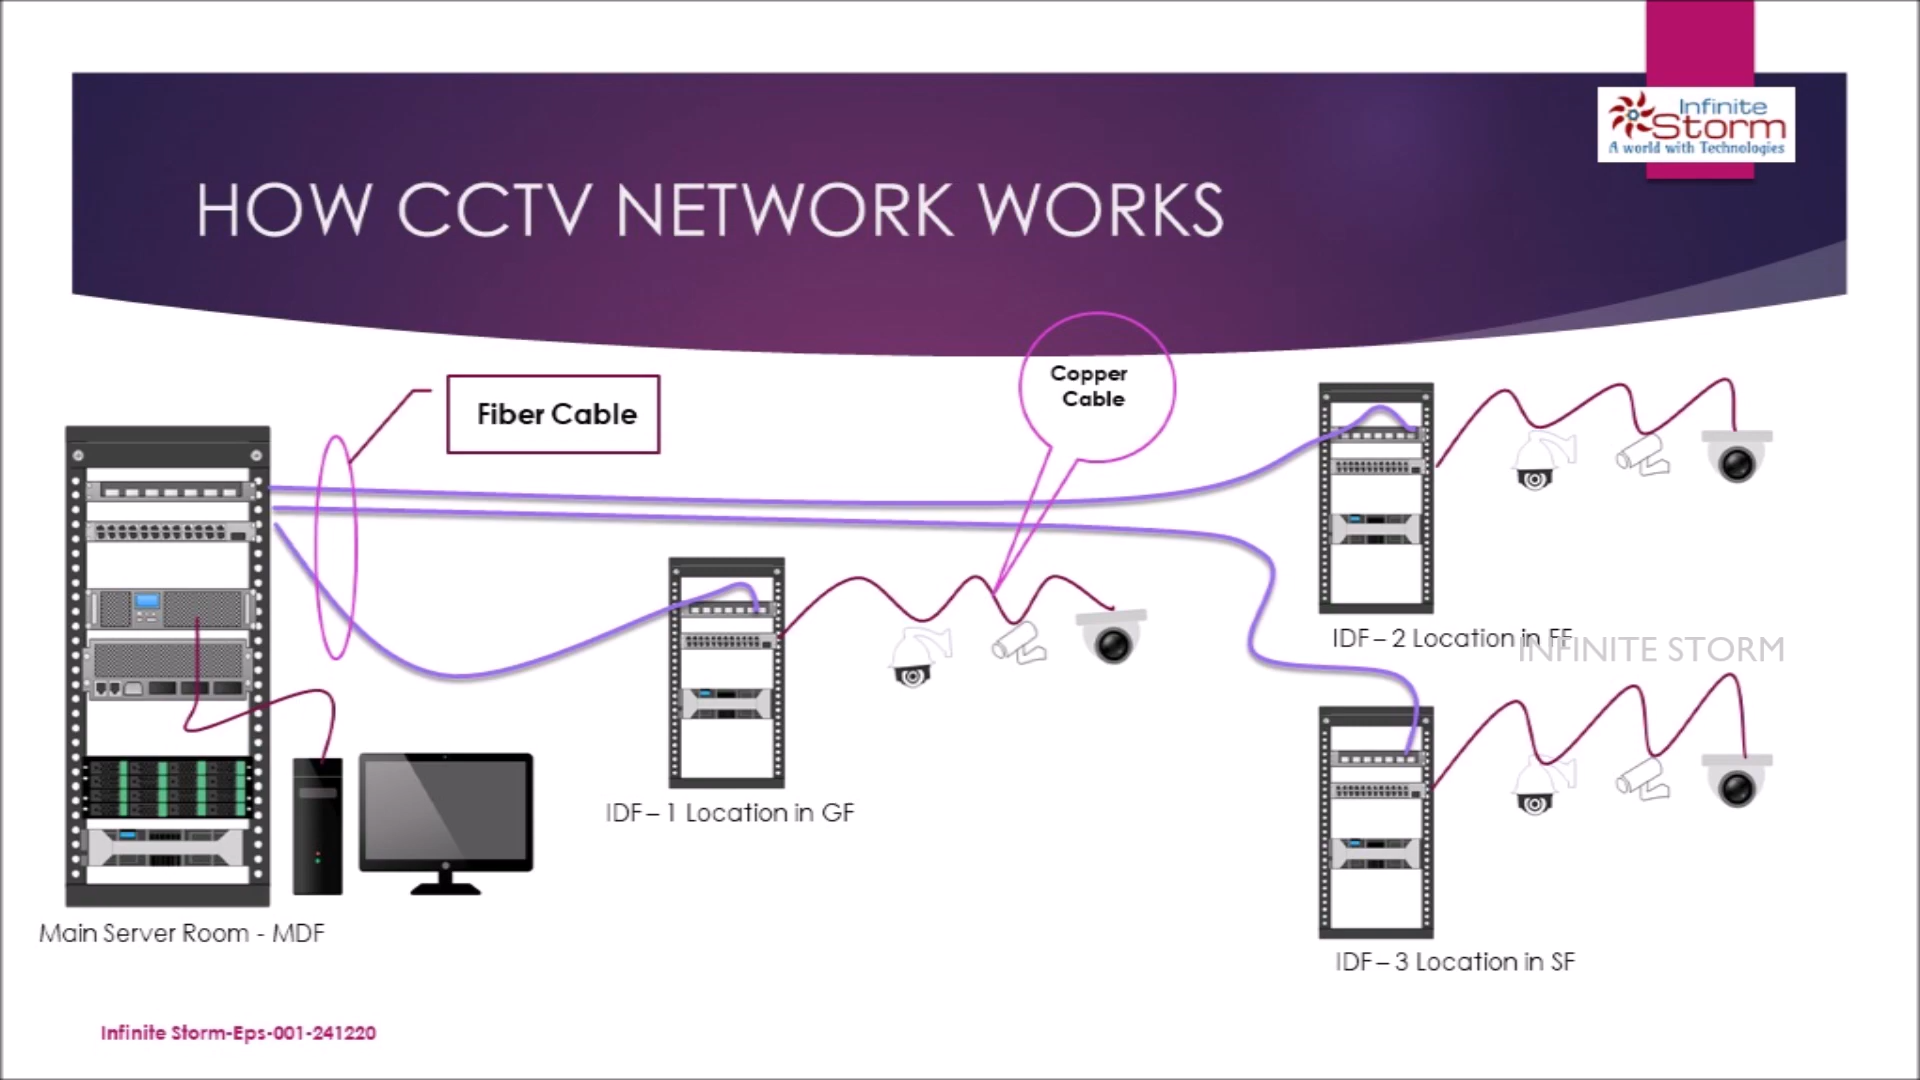 Infinite
Storm
A world with Technologies
HOW CCTV NETWORK WORKS
Copper
Cable
Fiber Cable
IDF – 2 Location in FF
INFINITE STORM
IDF – 1 Location in GF
Main Server Room - MDF
IDF – 3 Location in SF
Infinite Storm-Eps-001-241220